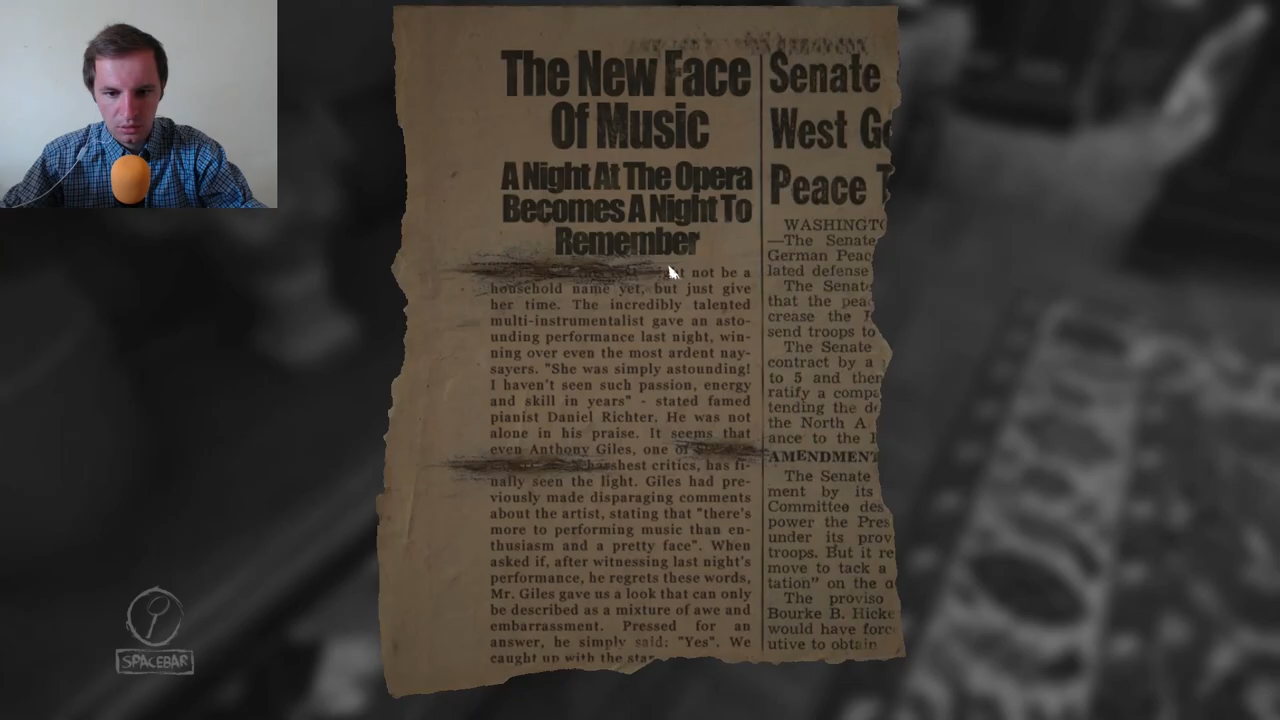 The New Face
Of Music
A Night At The Opera
Becomes A Night To
Remember
not be a
household name yet, but just give
her time. The incredibly talented
multi-instrumentalist gave an asto-
unding performance last night, win-
ning over even the most ardent nay-
sayers. "She was simply astounding!
I haven't seen such passion, energy
and skill in years" - stated famed
pianist Daniel Richter. He was not
alone in his praise. It seems that
even Anthony Giles, one of
harshest critics, has fi-
nally seen the light. Giles had pre-
viously made disparaging comments
about the artist, stating that "there's
more to performing music than en-
thusiasm and a pretty face". When
asked if, after witnessing last night's
performance, he regrets these words,
Mr. Giles gave us a look that can only
be described as a mixture of awe and
embarrassment. Pressed for an
answer, he simply said: "Yes". We
caught up with the star
Senate
West Ge
Peace T
WASHINGTO
—The Senate
German Peac
lated defense
The Senate
that the peac
crease the
send troops to
The Senate
contract by a
to 5 and then
ratify a compa
tending the de
the North A
ance to the
AMENDMENT
The Senate
ment by its
Committee des
power the Pres
under its prov
troops. But it re
move to tack a
tation" on the
The proviso
Bourke B. Hicke
would have forc
utive to obtain
SPACEBAR